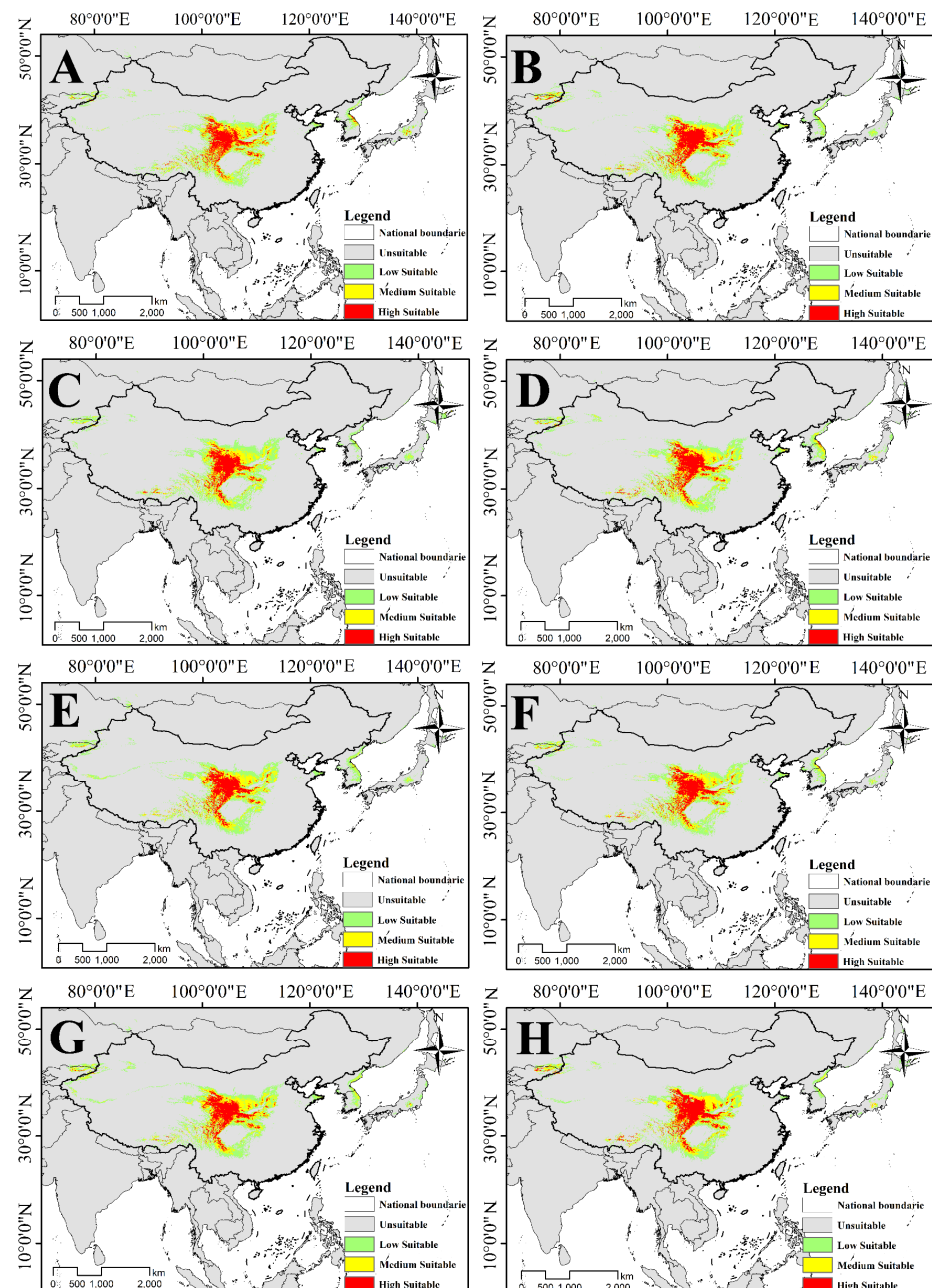 80°0'0"E 100°0'0"E 120°0'0"E 140°0'0"E 80°0'0"E 100°0'0"E 120°0'0"E 140°0'0"E
A
N
50°0'0"N
30°0'0"N
10°0'0"N
Legend
National boundarie
Unsuitable
Low Suitable
Medium Suitable
High Suitable
km
0 500 1,000 2,000
B
N
50°0'0"N
30°0'0"N
10°0'0"N
Legend
National boundarie
Unsuitable
Low Suitable
Medium Suitable
High Suitable
km
0 500 1,000 2,000
80°0'0"E 100°0'0"E 120°0'0"E 140°0'0"E 80°0'0"E 100°0'0"E 120°0'0"E 140°0'0"E
C
N
50°0'0"N
30°0'0"N
10°0'0"N
Legend
National boundarie
Unsuitable
Low Suitable
Medium Suitable
High Suitable
km
0 500 1,000 2,000
D
N
50°0'0"N
30°0'0"N
10°0'0"N
Legend
National boundarie
Unsuitable
Low Suitable
Medium Suitable
High Suitable
km
0 500 1,000 2,000
80°0'0"E 100°0'0"E 120°0'0"E 140°0'0"E 80°0'0"E 100°0'0"E 120°0'0"E 140°0'0"E
E
N
50°0'0"N
30°0'0"N
10°0'0"N
Legend
National boundarie
Unsuitable
Low Suitable
Medium Suitable
High Suitable
km
0 500 1,000 2,000
F
N
50°0'0"N
30°0'0"N
10°0'0"N
Legend
National boundarie
Unsuitable
Low Suitable
Medium Suitable
High Suitable
km
0 500 1,000 2,000
80°0'0"E 100°0'0"E 120°0'0"E 140°0'0"E 80°0'0"E 100°0'0"E 120°0'0"E 140°0'0"E
G
N
50°0'0"N
30°0'0"N
10°0'0"N
Legend
National boundarie
Unsuitable
Low Suitable
Medium Suitable
High Suitable
km
0 500 1,000 2,000
H
N
50°0'0"N
30°0'0"N
10°0'0"N
Legend
National boundarie
Unsuitable
Low Suitable
Medium Suitable
High Suitable
km
0 500 1,000 2,000